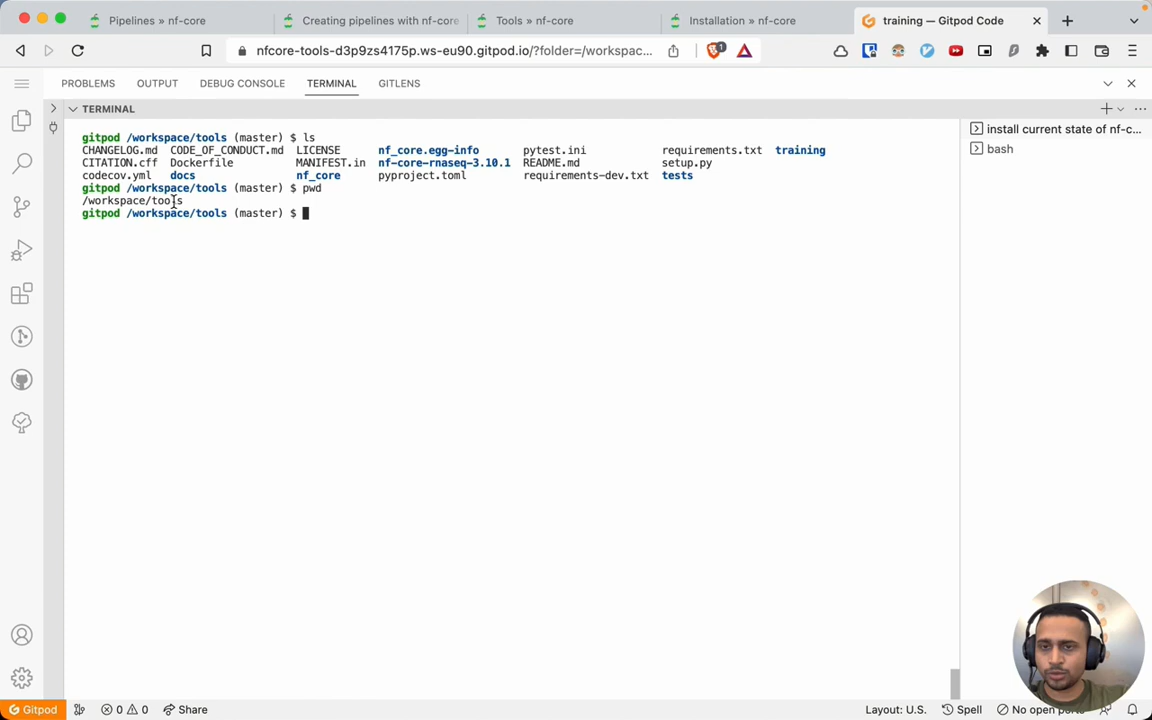 Pipelines » nf-core
Creating pipelines with nf-core
Tools » nf-core
Installation » nf-core
training — Gitpod Code
nfcore-tools-d3p9zs4175p.ws-eu90.gitpod.io/?folder=/workspac...
1
PROBLEMS OUTPUT DEBUG CONSOLE TERMINAL GITLENS
TERMINAL
gitpod /workspace/tools (master) $ ls
CHANGELOG.md CODE_OF_CONDUCT.md LICENSE nf_core.egg-info pytest.ini requirements.txt training
CITATION.cff Dockerfile MANIFEST.in nf-core-rnaseq-3.10.1 README.md setup.py
codecov.yml docs nf_core pyproject.toml requirements-dev.txt tests
gitpod /workspace/tools (master) $ pwd
/workspace/tools
gitpod /workspace/tools (master) $
install current state of nf-c...
bash
Gitpod 0 0 Share
Layout: U.S. Spell No open ports